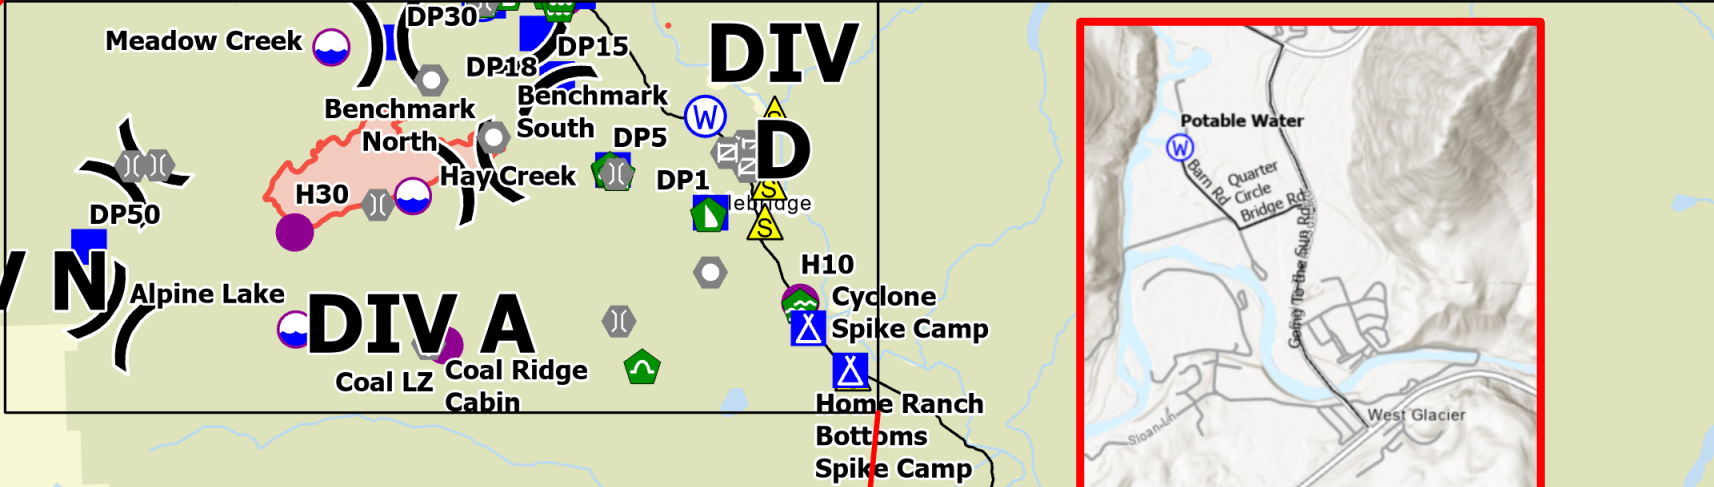 DP30
Meadow Creek
DP15
DIV
DP18
Benchmark
South
Benchmark
North
W
S
D
DP5
Hay Creek
DP1
S
H30
DP50
S
N
H10
Alpine Lake
DIV A
Cyclone
Spike Camp
Coal LZ
Coal Ridge
Cabin
Home Ranch
Bottoms
Spike Camp
Potable Water
W
Barn Rd
Quarter
Circle
Bridge Rd
Going To the Sun Rd
West Glacier
Sloan Ln